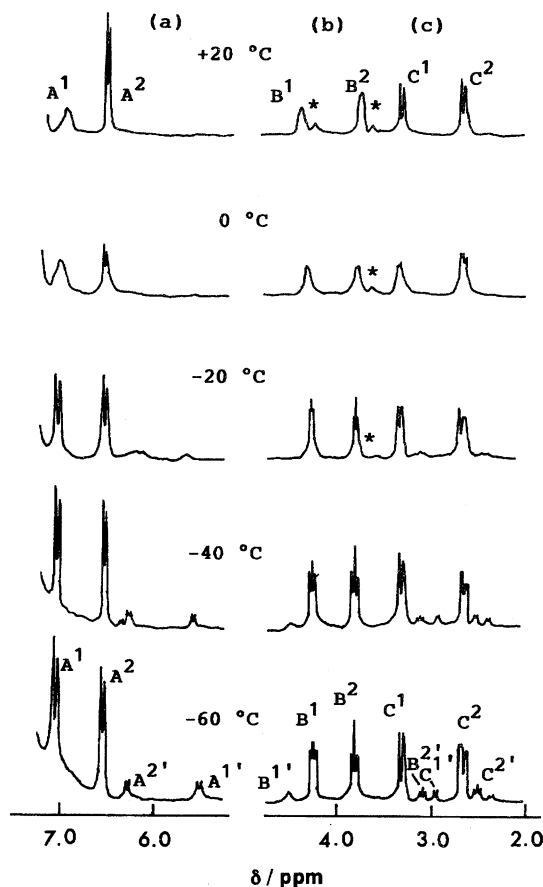 (a) (b) (c)
+20 °C
A1 A2 B1 * B2 * C1 C2
0 °C
*
-20 °C
*
-40 °C
A1 A2 -60 °C B1 B2 C1 C2
A2' A1' B1' B2' C1' C2'
7.0 6.0 4.0 3.0 2.0
δ / ppm